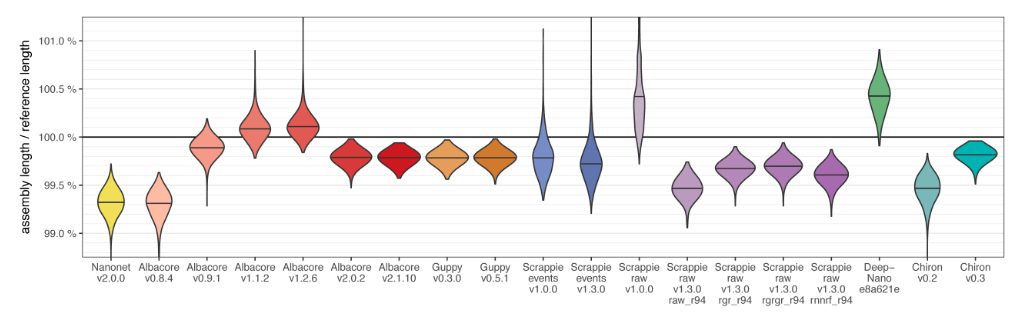 assembly length / reference length
101.0 %
100.5 %
100.0 %
99.5 %
99.0 %
Nanonet
v2.0.0
Albacore
v0.8.4
Albacore
v0.9.1
Albacore
v1.1.2
Albacore
v1.2.6
Albacore
v2.0.2
Albacore
v2.1.10
Guppy
v0.3.0
Guppy
v0.5.1
Scrappie
events
v1.0.0
Scrappie
events
v1.3.0
Scrappie
raw
v1.0.0
Scrappie
raw
v1.3.0
raw_r94
Scrappie
raw
v1.3.0
rgr_r94
Scrappie
raw
v1.3.0
rgrgr_r94
Scrappie
raw
v1.3.0
rnnrf_r94
Deep–
Nano
e8a621e
Chiron
v0.2
Chiron
v0.3